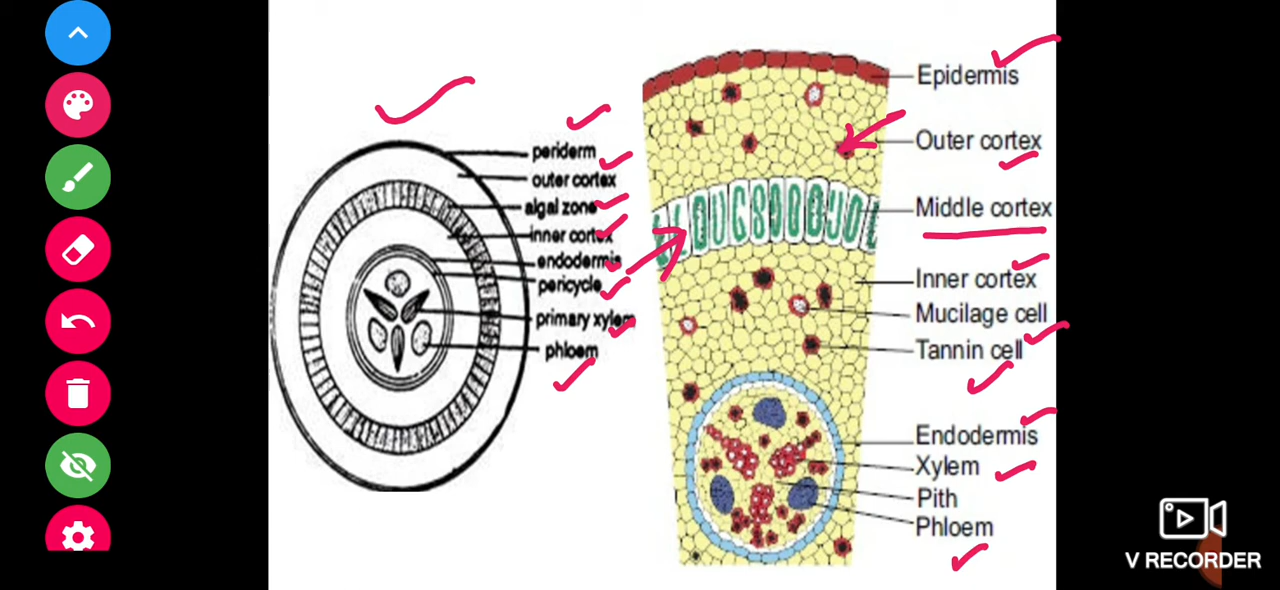 periderm
outer cortex
algal zone
inner cortex
endodermis
pericycle
primary xylem
phloem
Epidermis
Outer cortex
Middle cortex
Inner cortex
Mucilage cell
Tannin cell
Endodermis
Xylem
Pith
Phloem
V RECORDER